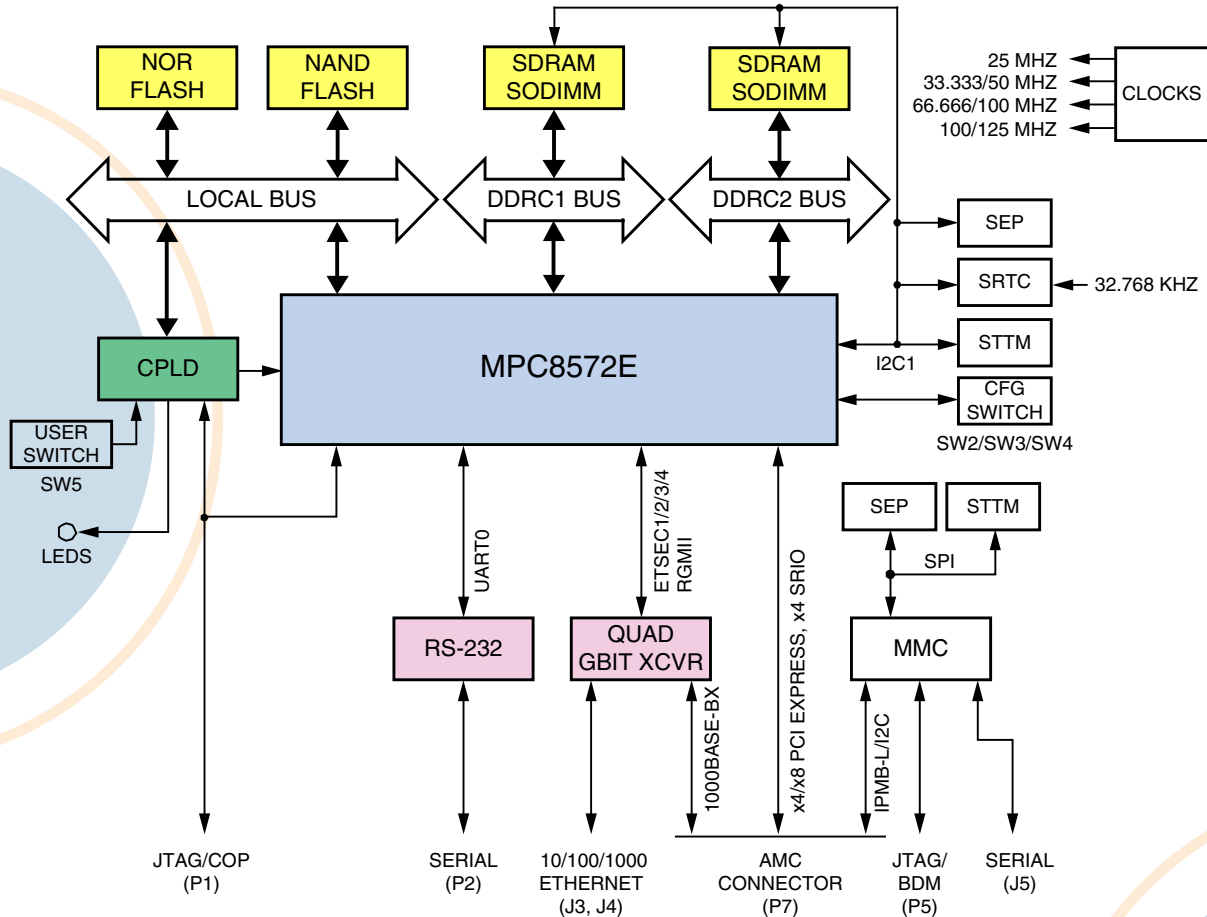 NOR
FLASH
NAND
FLASH
SDRAM
SODIMM
SDRAM
SODIMM
25 MHZ
33.333/50 MHZ
66.666/100 MHZ
100/125 MHZ
CLOCKS
LOCAL BUS
DDRC1 BUS
DDRC2 BUS
SEP
SRTC
32.768 KHZ
STTM
I2C1
CFG
SWITCH
SW2/SW3/SW4
MPC8572E
CPLD
USER
SWITCH
SW5
LEDS
UART0
ETSEC1/2/3/4
RGMII
x4/x8 PCI EXPRESS, x4 SRIO
SEP
STTM
SPI
RS-232
QUAD
GBIT XCVR
MMC
1000BASE-BX
IPMB-L/I2C
JTAG/COP
(P1)
SERIAL
(P2)
10/100/1000
ETHERNET
(J3, J4)
AMC
CONNECTOR
(P7)
JTAG/
BDM
(P5)
SERIAL
(J5)